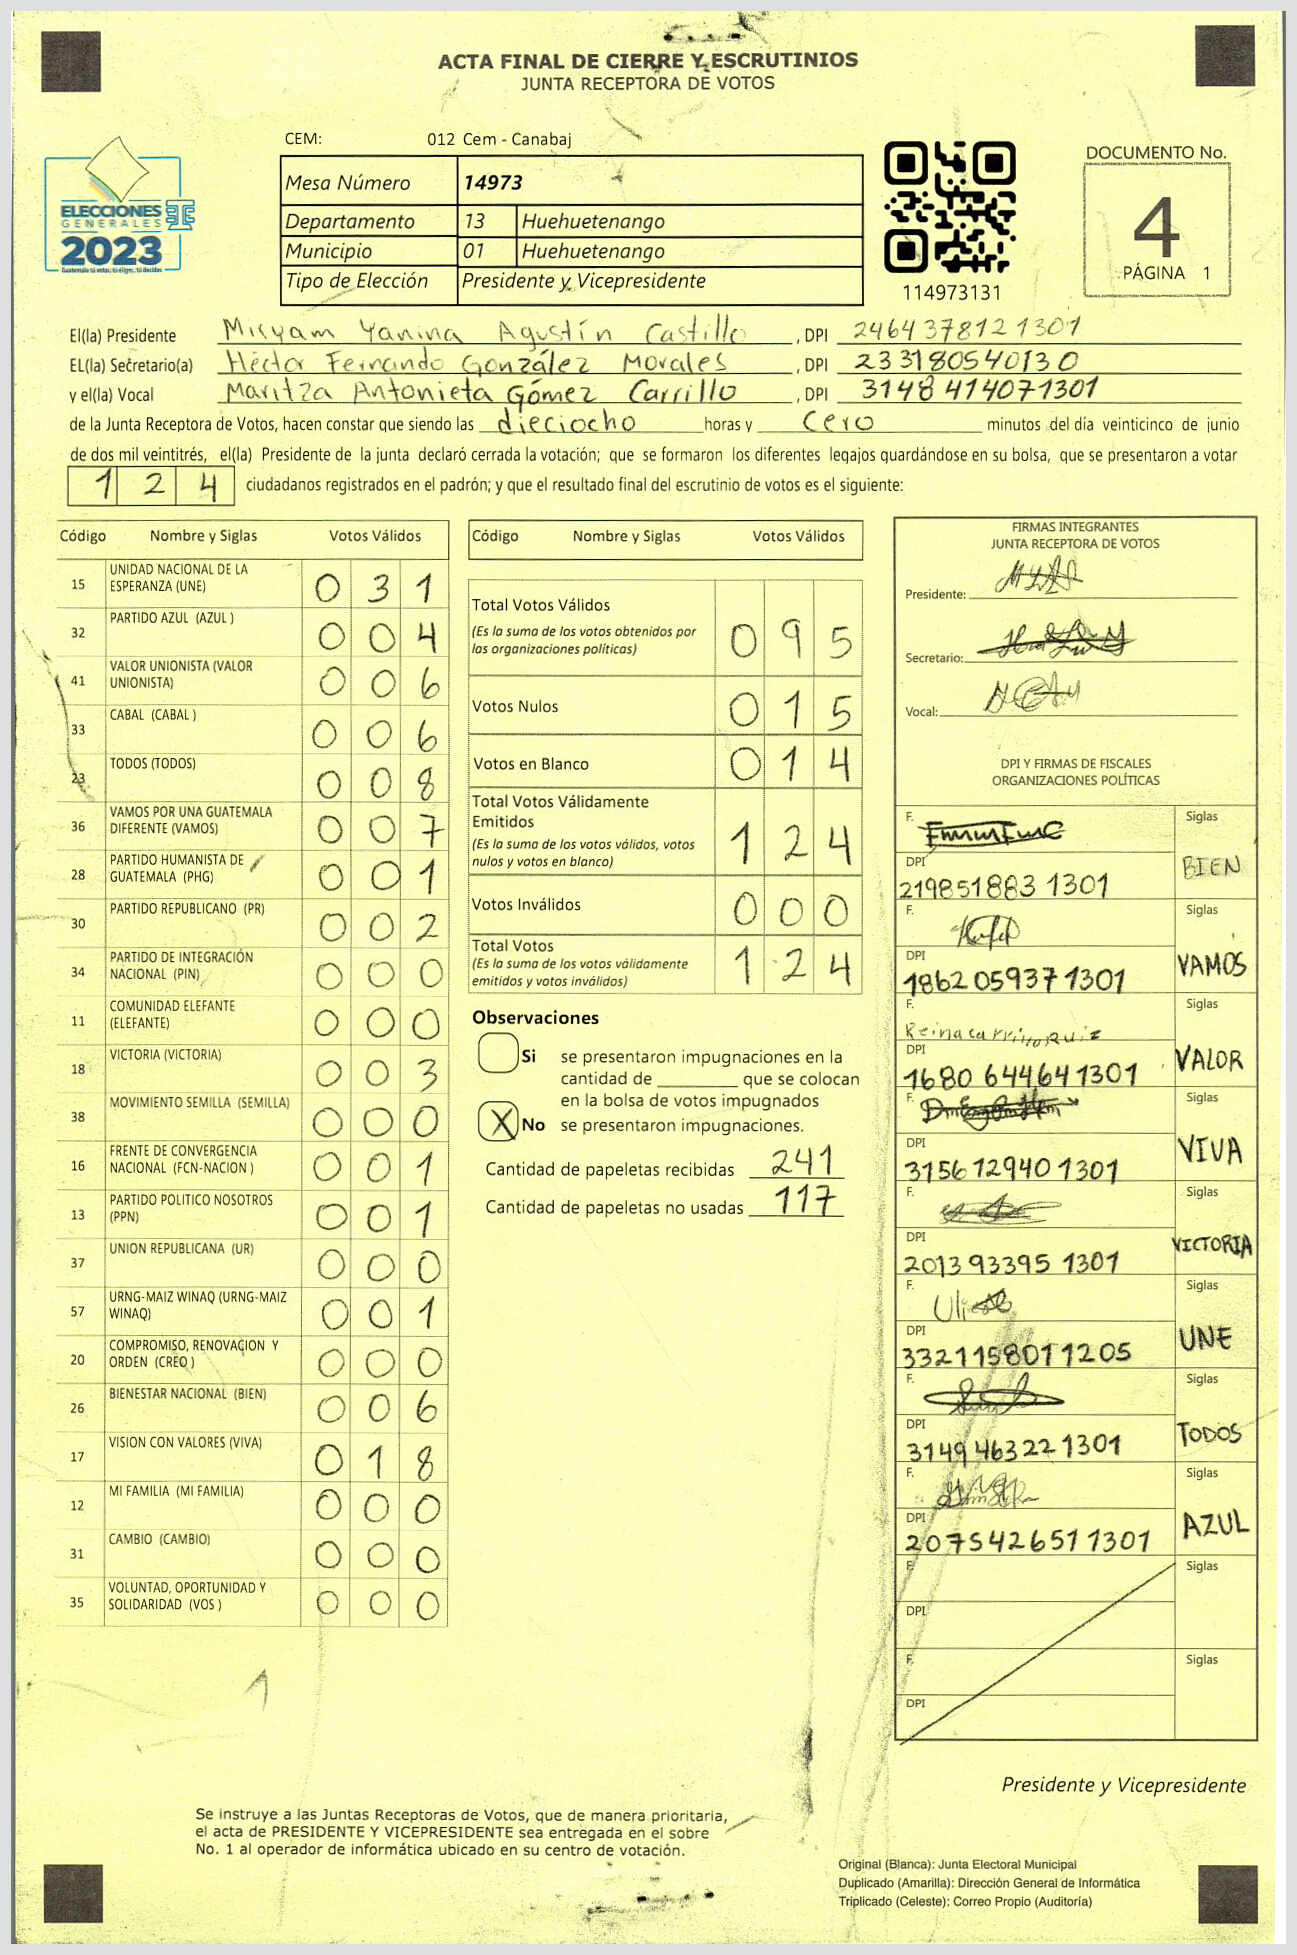 ACTA FINAL DE CIERRE Y ESCRUTINIOS
JUNTA RECEPTORA DE VOTOS
CEM: 012 Cem - Canabaj
ELECCIONES
GENERALES
2023
Mesa Número 14973
Departamento 13 Huehuetenango
Municipio 01 Huehuetenango
Tipo de Elección Presidente y Vicepresidente
114973131
DOCUMENTO No.
4
PÁGINA 1
El(la) Presidente Miryam Yanina Agustín Castillo, DPI 2464378121301
EL(la) Secretario(a) Héctor Fernando González Morales, DPI 233180540130
y el(la) Vocal Maritza Antonieta Gómez Carrillo, DPI 3148 414071301
de la Junta Receptora de Votos, hacen constar que siendo las dieciocho horas y cero minutos del día veinticinco de junio
de dos mil veintitrés, el(la) Presidente de la junta declaró cerrada la votación; que se formaron los diferentes legajos guardándose en su bolsa, que se presentaron a votar
1 2 4 ciudadanos registrados en el padrón; y que el resultado final del escrutinio de votos es el siguiente:
Código Nombre y Siglas Votos Válidos
15 UNIDAD NACIONAL DE LA ESPERANZA (UNE) 0 3 1
32 PARTIDO AZUL (AZUL ) 0 0 4
41 VALOR UNIONISTA (VALOR UNIONISTA) 0 0 6
33 CABAL (CABAL ) 0 0 6
23 TODOS (TODOS) 0 0 8
36 VAMOS POR UNA GUATEMALA DIFERENTE (VAMOS) 0 0 7
28 PARTIDO HUMANISTA DE GUATEMALA (PHG) 0 0 1
30 PARTIDO REPUBLICANO (PR) 0 0 2
34 PARTIDO DE INTEGRACIÓN NACIONAL (PIN) 0 0 0
11 COMUNIDAD ELEFANTE (ELEFANTE) 0 0 0
18 VICTORIA (VICTORIA) 0 0 3
38 MOVIMIENTO SEMILLA (SEMILLA) 0 0 0
16 FRENTE DE CONVERGENCIA NACIONAL (FCN-NACION ) 0 0 1
13 PARTIDO POLITICO NOSOTROS (PPN) 0 0 1
37 UNION REPUBLICANA (UR) 0 0 0
57 URNG-MAIZ WINAQ (URNG-MAIZ WINAQ) 0 0 1
20 COMPROMISO, RENOVACION Y ORDEN (CREO ) 0 0 0
26 BIENESTAR NACIONAL (BIEN) 0 0 6
17 VISION CON VALORES (VIVA) 0 1 8
12 MI FAMILIA (MI FAMILIA) 0 0 0
31 CAMBIO (CAMBIO) 0 0 0
35 VOLUNTAD, OPORTUNIDAD Y SOLIDARIDAD (VOS ) 0 0 0
Código Nombre y Siglas Votos Válidos
Total Votos Válidos
(Es la suma de los votos obtenidos por
las organizaciones políticas) 0 9 5
Votos Nulos 0 1 5
Votos en Blanco 0 1 4
Total Votos Válidamente
Emitidos
(Es la suma de los votos válidos, votos
nulos y votos en blanco) 1 2 4
Votos Inválidos 0 0 0
Total Votos
(Es la suma de los votos válidamente
emitidos y votos inválidos) 1 2 4
Observaciones
Si se presentaron impugnaciones en la
cantidad de ________ que se colocan
en la bolsa de votos impugnados
X No se presentaron impugnaciones.
Cantidad de papeletas recibidas 241
Cantidad de papeletas no usadas 117
FIRMAS INTEGRANTES
JUNTA RECEPTORA DE VOTOS
Presidente:
Secretario:
Vocal:
DPI Y FIRMAS DE FISCALES
ORGANIZACIONES POLÍTICAS
F. Siglas
DPI BIEN
219851883 1301
F. Siglas
DPI VAMOS
1862 05937 1301
F. Reina Carrillo Ruiz Siglas
DPI VALOR
1680 64464 1301
F. Siglas
DPI VIVA
3156 12940 1301
F. Siglas
DPI VICTORIA
2013 93395 1301
F. Siglas
DPI UNE
3321158011205
F. Siglas
DPI TODOS
3149 46322 1301
F. Siglas
DPI AZUL
2075426511301
F. Siglas
DPI
F. Siglas
DPI
Presidente y Vicepresidente
Se instruye a las Juntas Receptoras de Votos, que de manera prioritaria,
el acta de PRESIDENTE Y VICEPRESIDENTE sea entregada en el sobre
No. 1 al operador de informática ubicado en su centro de votación.
Original (Blanca): Junta Electoral Municipal
Duplicado (Amarilla): Dirección General de Informática
Triplicado (Celeste): Correo Propio (Auditoría)